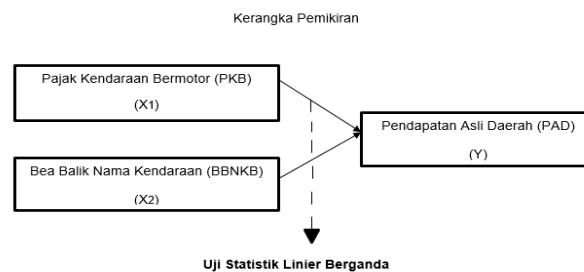 Kerangka Pemikiran
Pajak Kendaraan Bermotor (PKB)
(X1)
Pendapatan Asli Daerah (PAD)
(Y)
Bea Balik Nama Kendaraan (BBNKB)
(X2)
Uji Statistik Linier Berganda